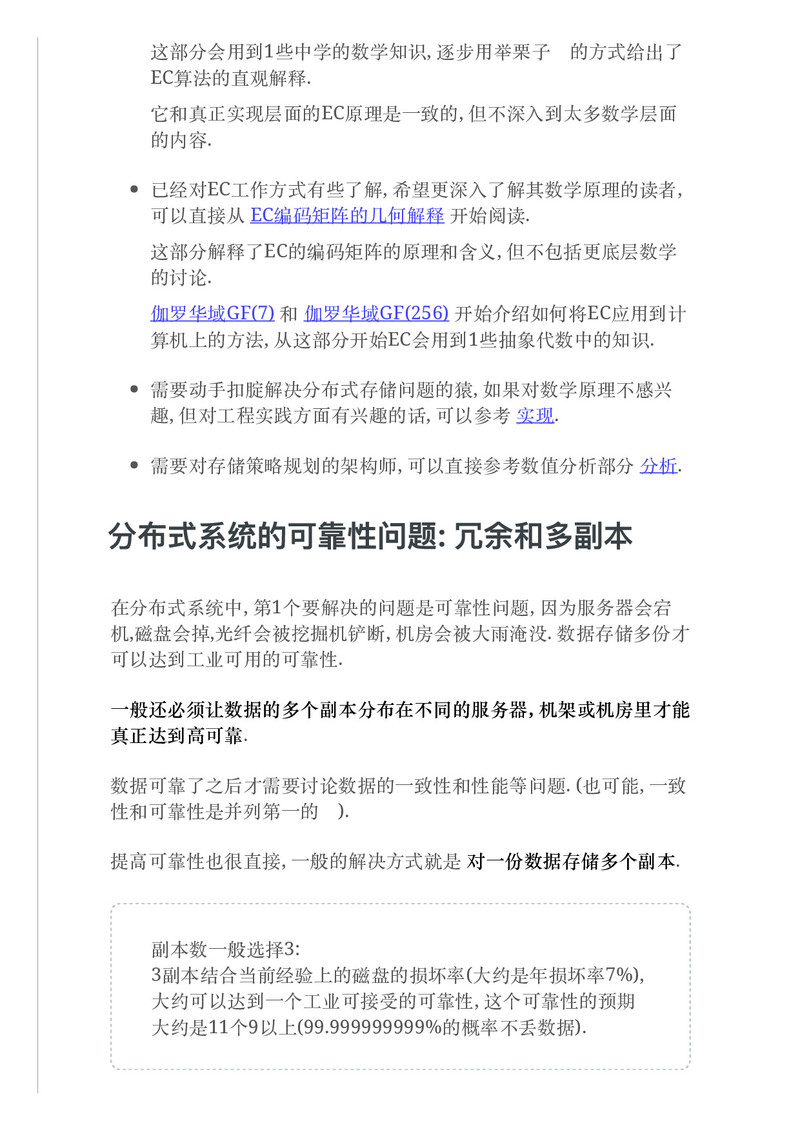 这部分会用到1些中学的数学知识, 逐步用举栗子 的方式给出了
EC算法的直观解释.
它和真正实现层面的EC原理是一致的, 但不深入到太多数学层面
的内容.
已经对EC工作方式有些了解, 希望更深入了解其数学原理的读者,
可以直接从 EC编码矩阵的几何解释 开始阅读.
这部分解释了EC的编码矩阵的原理和含义, 但不包括更底层数学
的讨论.
伽罗华域GF(7) 和 伽罗华域GF(256) 开始介绍如何将EC应用到计
算机上的方法, 从这部分开始EC会用到1些抽象代数中的知识.
需要动手扣腚解决分布式存储问题的猿, 如果对数学原理不感兴
趣, 但对工程实践方面有兴趣的话, 可以参考 实现.
需要对存储策略规划的架构师, 可以直接参考数值分析部分 分析.
分布式系统的可靠性问题: 冗余和多副本
在分布式系统中, 第1个要解决的问题是可靠性问题, 因为服务器会宕
机,磁盘会掉,光纤会被挖掘机铲断, 机房会被大雨淹没. 数据存储多份才
可以达到工业可用的可靠性.
一般还必须让数据的多个副本分布在不同的服务器, 机架或机房里才能
真正达到高可靠.
数据可靠了之后才需要讨论数据的一致性和性能等问题. (也可能, 一致
性和可靠性是并列第一的 ).
提高可靠性也很直接, 一般的解决方式就是 对一份数据存储多个副本.
副本数一般选择3:
3副本结合当前经验上的磁盘的损坏率(大约是年损坏率7%),
大约可以达到一个工业可接受的可靠性, 这个可靠性的预期
大约是11个9以上(99.999999999%的概率不丢数据).